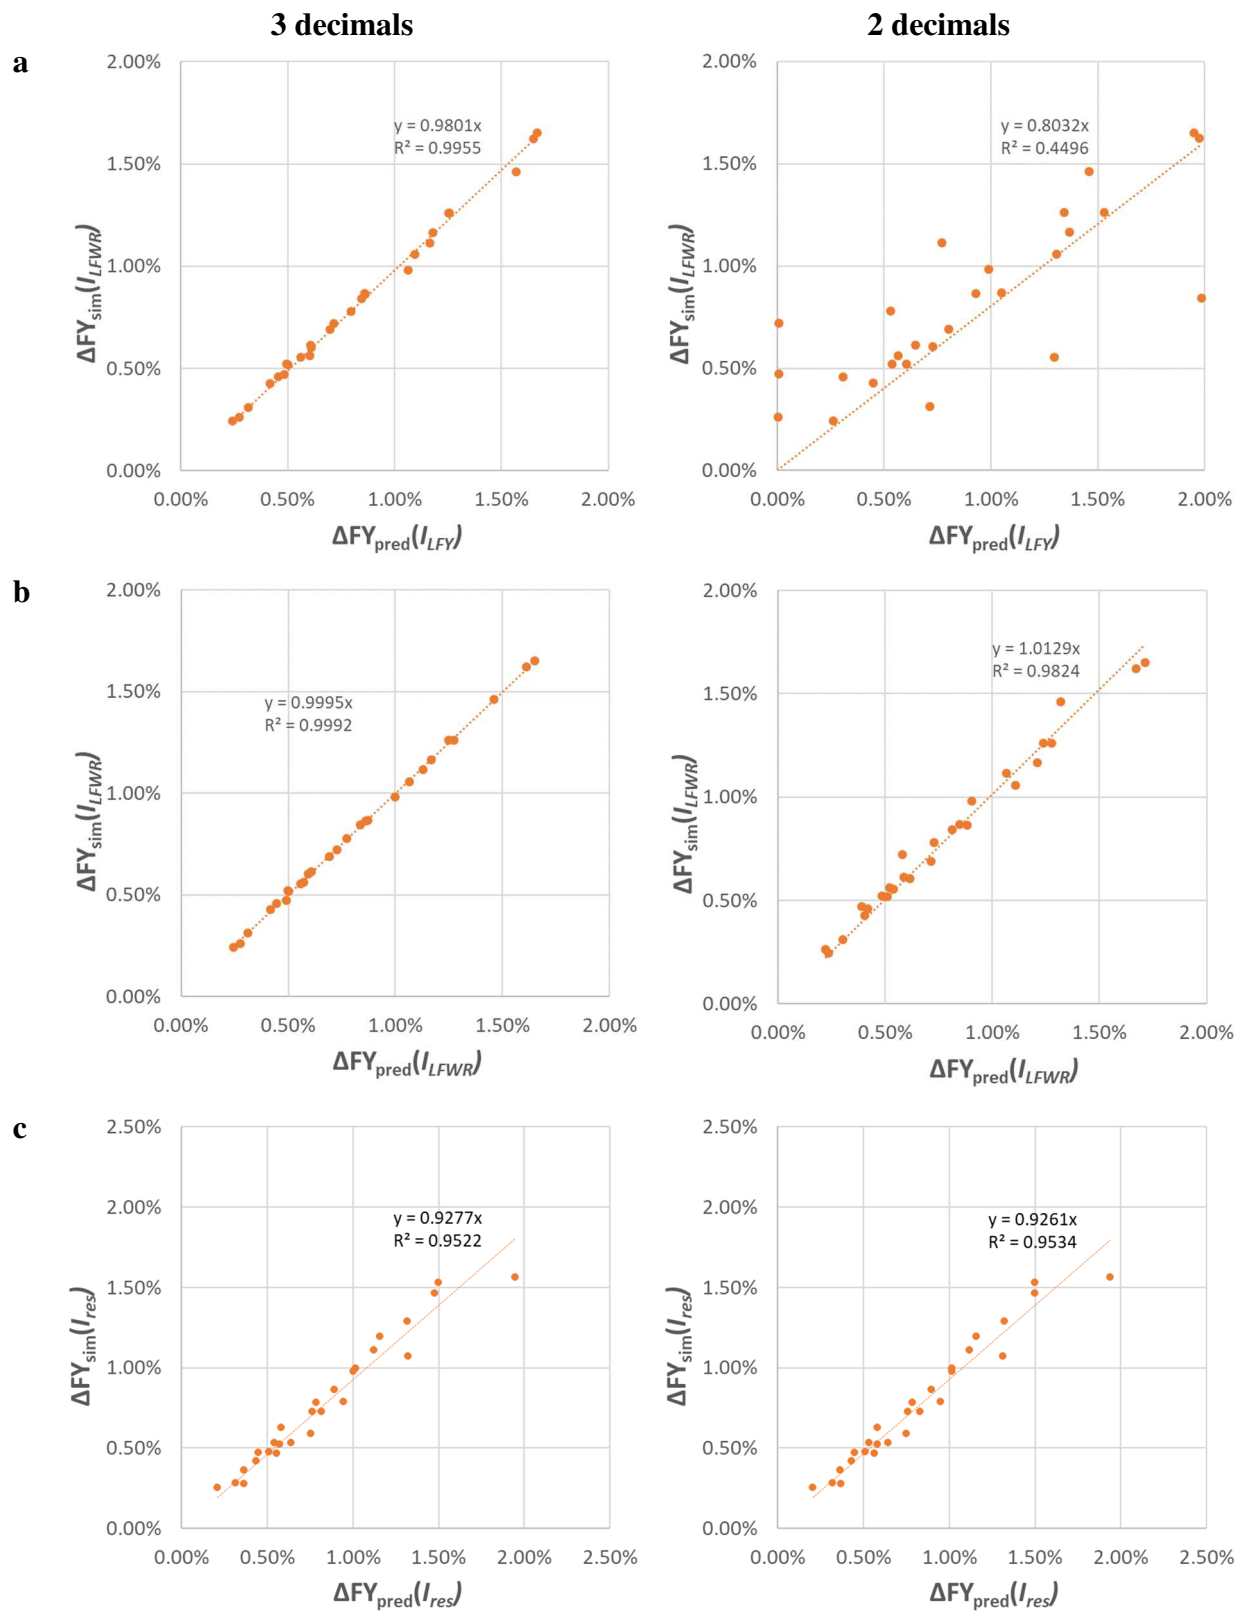 3 decimals
2 decimals
a
2.00%
1.50%
1.00%
0.50%
0.00%
y = 0.9801x
R² = 0.9955
ΔFYsim(ILFWR)
0.00% 0.50% 1.00% 1.50% 2.00%
ΔFYpred(ILFY)
2.00%
1.50%
1.00%
0.50%
0.00%
y = 0.8032x
R² = 0.4496
ΔFYsim(ILFWR)
0.00% 0.50% 1.00% 1.50% 2.00%
ΔFYpred(ILFY)
b
2.00%
1.50%
1.00%
0.50%
0.00%
y = 0.9995x
R² = 0.9992
ΔFYsim(ILFWR)
0.00% 0.50% 1.00% 1.50% 2.00%
ΔFYpred(ILFWR)
2.00%
1.50%
1.00%
0.50%
0.00%
y = 1.0129x
R² = 0.9824
ΔFYsim(ILFWR)
0.00% 0.50% 1.00% 1.50% 2.00%
ΔFYpred(ILFWR)
c
2.50%
2.00%
1.50%
1.00%
0.50%
0.00%
y = 0.9277x
R² = 0.9522
ΔFYsim(Ires)
0.00% 0.50% 1.00% 1.50% 2.00% 2.50%
ΔFYpred(Ires)
2.50%
2.00%
1.50%
1.00%
0.50%
0.00%
y = 0.9261x
R² = 0.9534
ΔFYsim(Ires)
0.00% 0.50% 1.00% 1.50% 2.00% 2.50%
ΔFYpred(Ires)